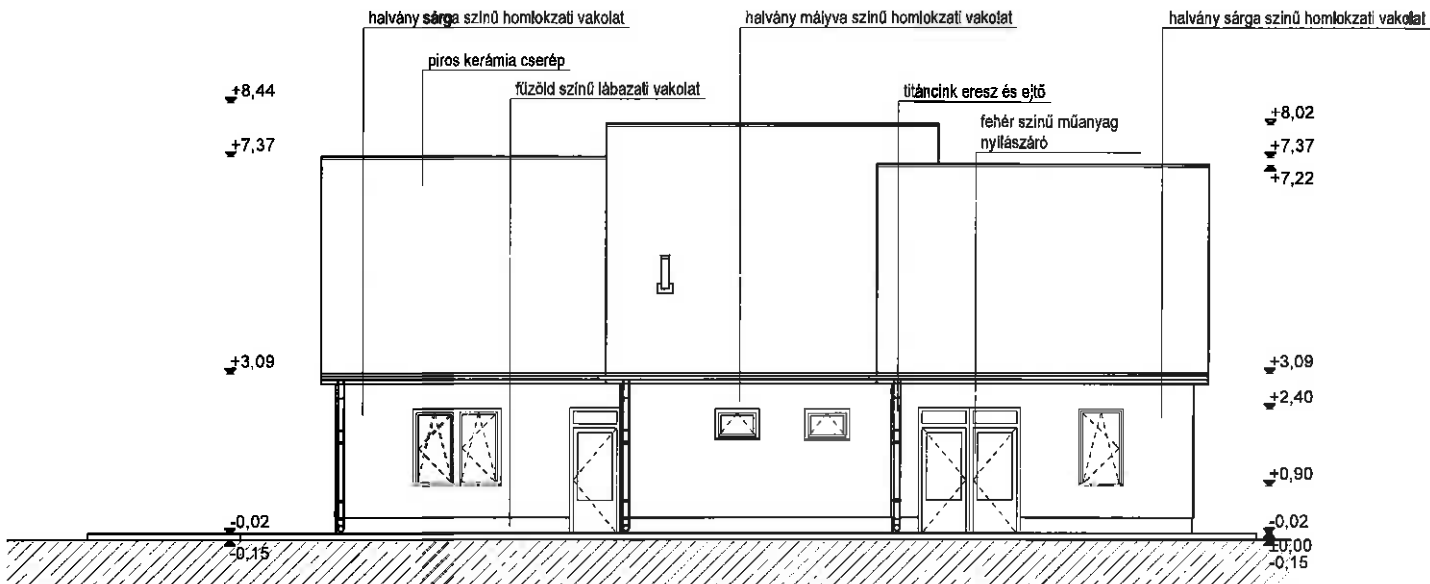 halvány sárga színű homlokzati vakolat
halvány mályva színű homlokzati vakolat
halvány sárga színű homlokzati vakolat
piros kerámia cserép
fűzöld színű lábazati vakolat
titáncink eresz és ejtő
fehér színű műanyag
nyílászáró
+8,44
+7,37
+3,09
-0,02
-0,15
+8,02
+7,37
+7,22
+3,09
+2,40
+0,90
-0,02
±0,00
-0,15